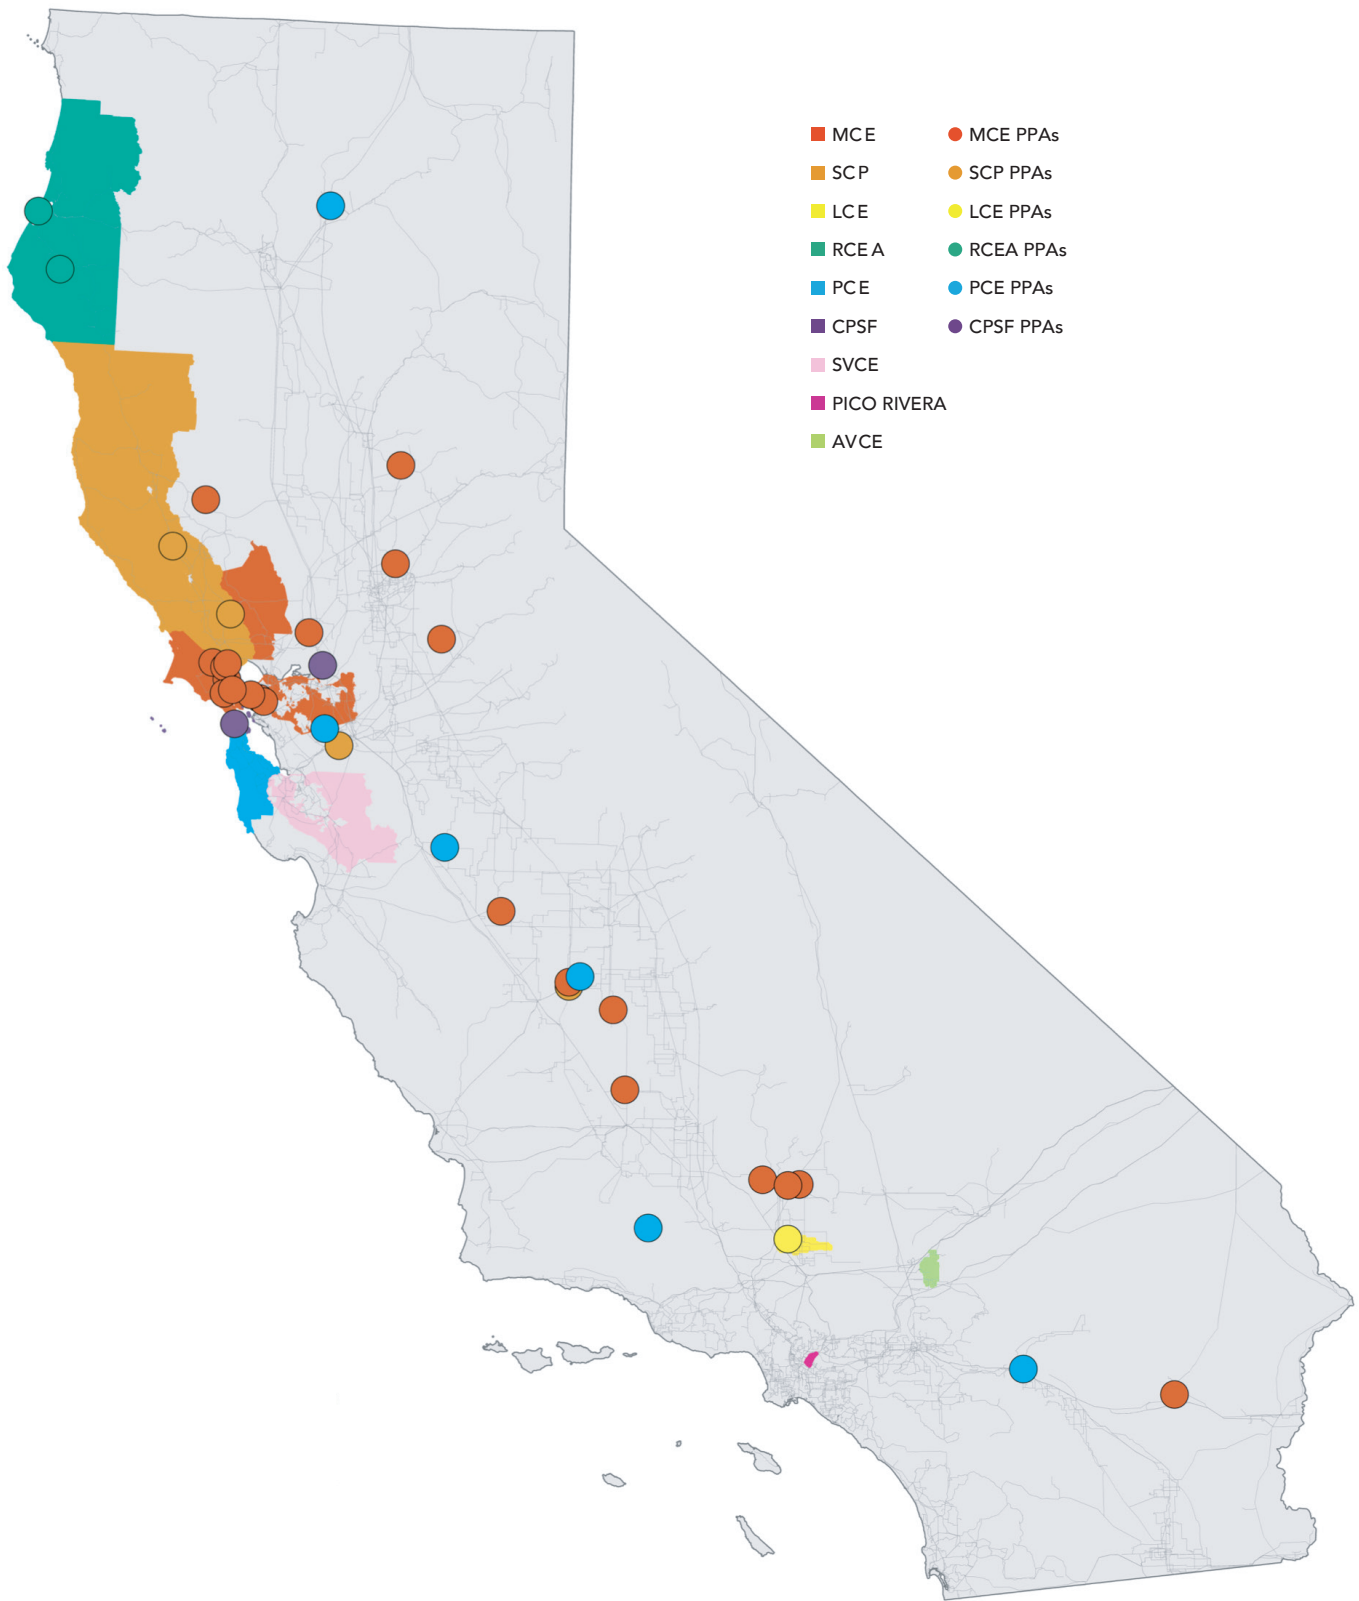 MCE MCE PPAs
SCP SCP PPAs
LCE LCE PPAs
RCEA RCEA PPAs
PCE PCE PPAs
CPSF CPSF PPAs
SVCE
PICO RIVERA
AVCE